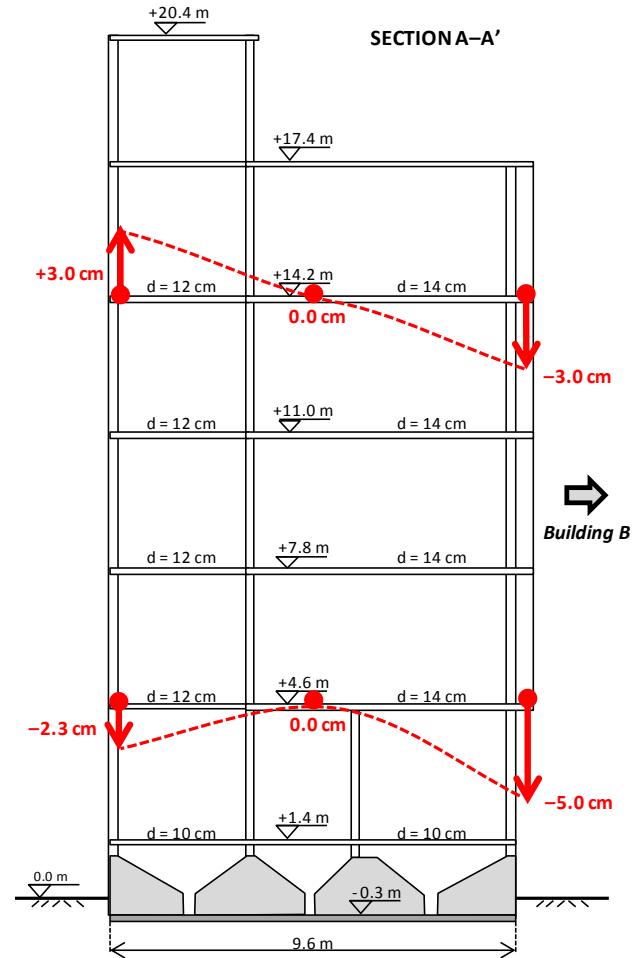 +20.4 m
SECTION A–A'
+17.4 m
+3.0 cm
d = 12 cm
+14.2 m
d = 14 cm
0.0 cm
−3.0 cm
+11.0 m
d = 12 cm
d = 14 cm
Building B
+7.8 m
d = 12 cm
d = 14 cm
+4.6 m
d = 12 cm
d = 14 cm
−2.3 cm
0.0 cm
−5.0 cm
+1.4 m
d = 10 cm
d = 10 cm
0.0 m
- 0.3 m
9.6 m